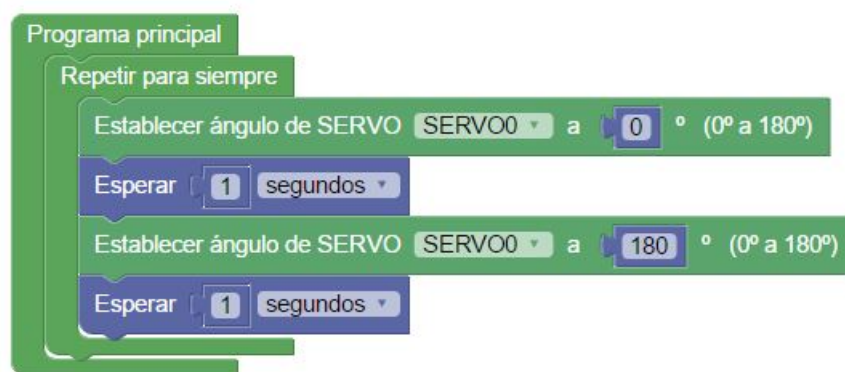 Programa principal
Repetir para siempre
Establecer ángulo de SERVO SERVO0 a 0 º (0º a 180º)
Esperar 1 segundos
Establecer ángulo de SERVO SERVO0 a 180 º (0º a 180º)
Esperar 1 segundos